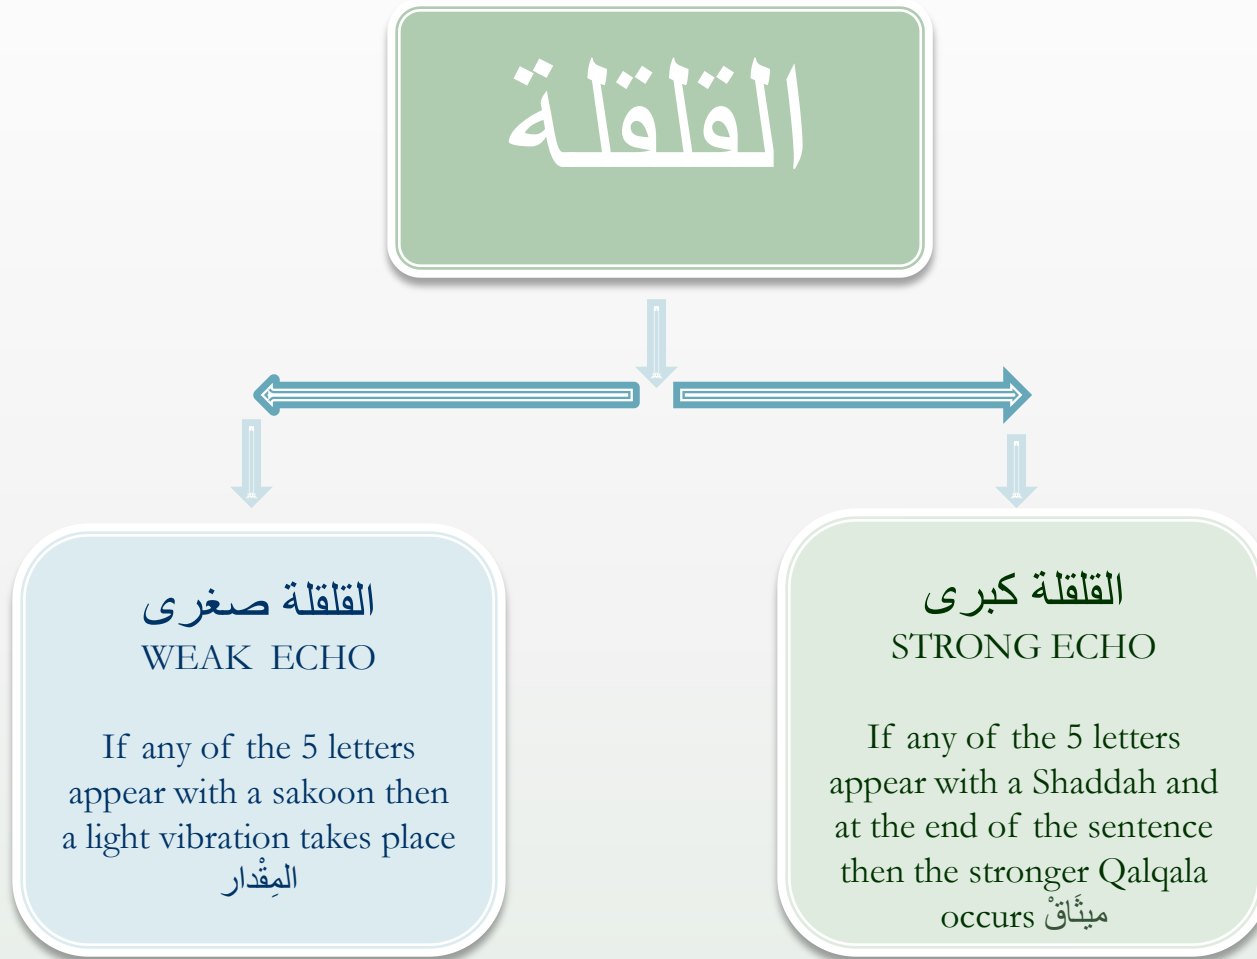 القلقلة
القلقلة صغرى
WEAK ECHO
If any of the 5 letters
appear with a sakoon then
a light vibration takes place
المِقْدار
القلقلة كبرى
STRONG ECHO
If any of the 5 letters
appear with a Shaddah and
at the end of the sentence
then the stronger Qalqala
occurs ميثَاقْ